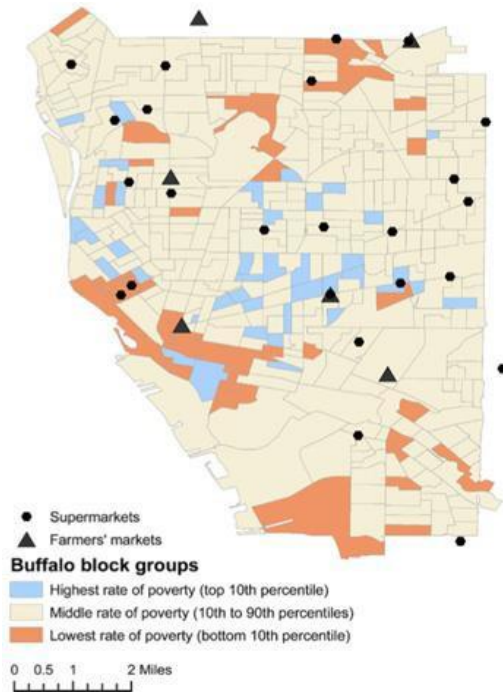 Supermarkets
Farmers' markets
Buffalo block groups
Highest rate of poverty (top 10th percentile)
Middle rate of poverty (10th to 90th percentiles)
Lowest rate of poverty (bottom 10th percentile)
0 0.5 1 2 Miles